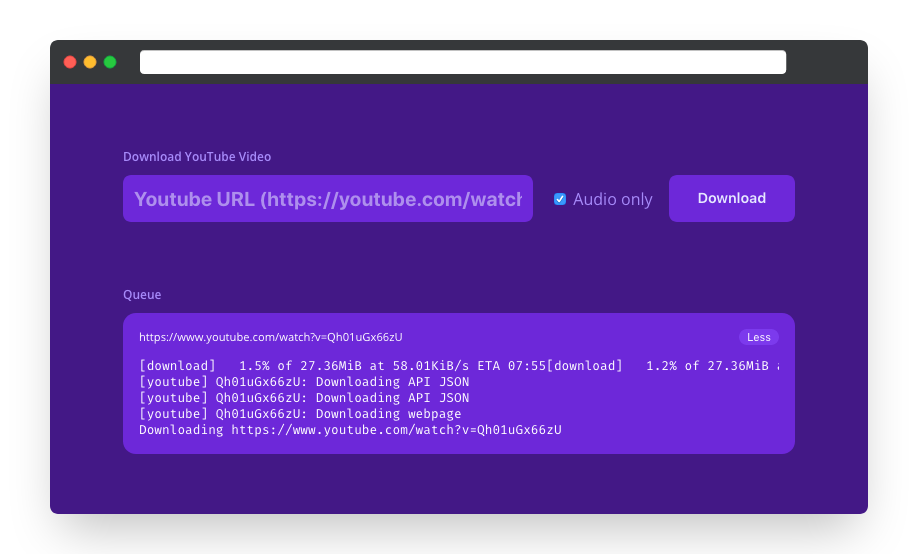 Download YouTube Video
Youtube URL (https://youtube.com/watch
Audio only
Download
Queue
https://www.youtube.com/watch?v=Qh01uGx66zU
Less
[download]   1.5% of 27.36MiB at 58.01KiB/s ETA 07:55[download]   1.2% of 27.36MiB
[youtube] Qh01uGx66zU: Downloading API JSON
[youtube] Qh01uGx66zU: Downloading API JSON
[youtube] Qh01uGx66zU: Downloading webpage
Downloading https://www.youtube.com/watch?v=Qh01uGx66zU